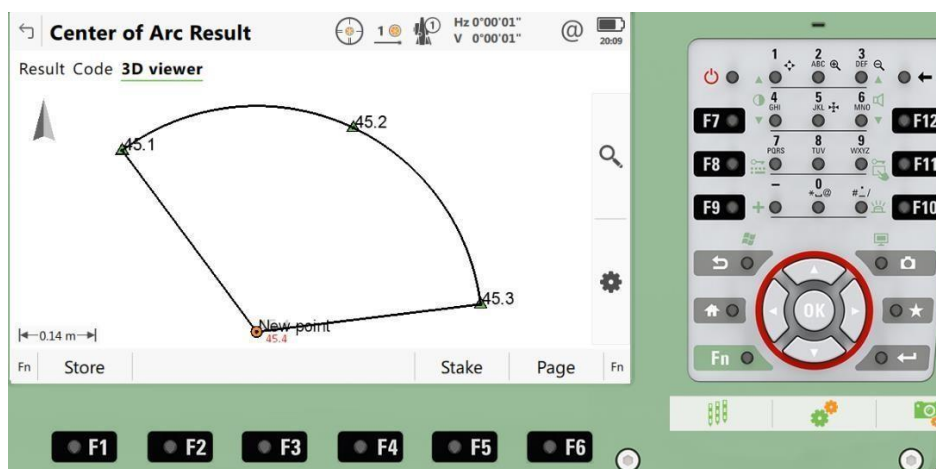 Center of Arc Result
1
1
Hz 0°00'01"
V 0°00'01"
@
20:09
Result Code 3D viewer
45.1
45.2
45.3
New point
45.4
0.14 m
Fn Store Stake Page Fn
F1 F2 F3 F4 F5 F6
1 2 3
ABC DEF
F7 4 5 6 F12
GHI JKL MNO
F8 7 8 9 F11
PQRS TUV WXYZ
F9 - 0 . F10
+ *⎵@ #_/
OK
Fn